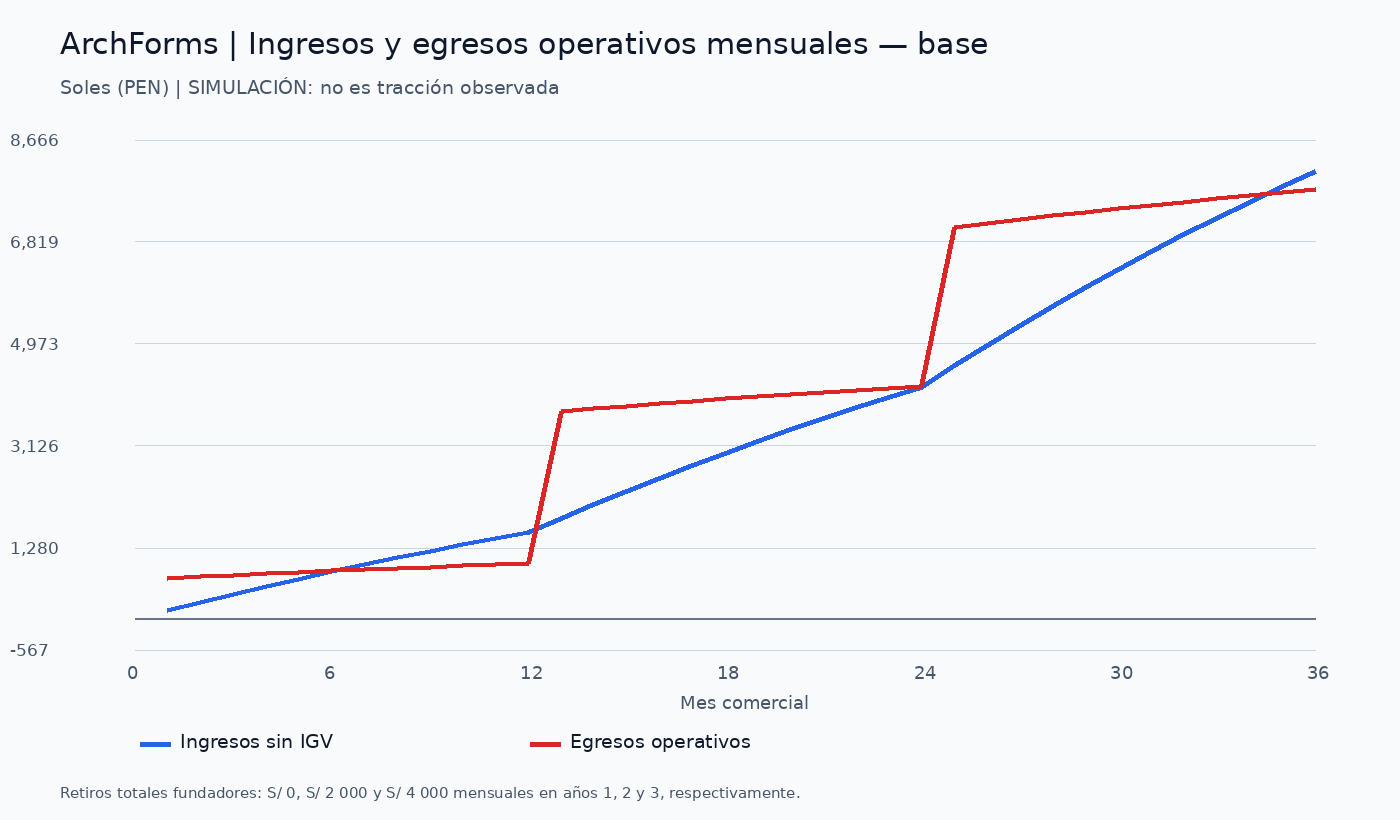 ArchForms | Ingresos y egresos operativos mensuales — base
Soles (PEN) | SIMULACIÓN: no es tracción observada
8,666
6,819
4,973
3,126
1,280
-567
0 6 12 18 24 30 36
Mes comercial
Ingresos sin IGV Egresos operativos
Retiros totales fundadores: S/ 0, S/ 2 000 y S/ 4 000 mensuales en años 1, 2 y 3, respectivamente.